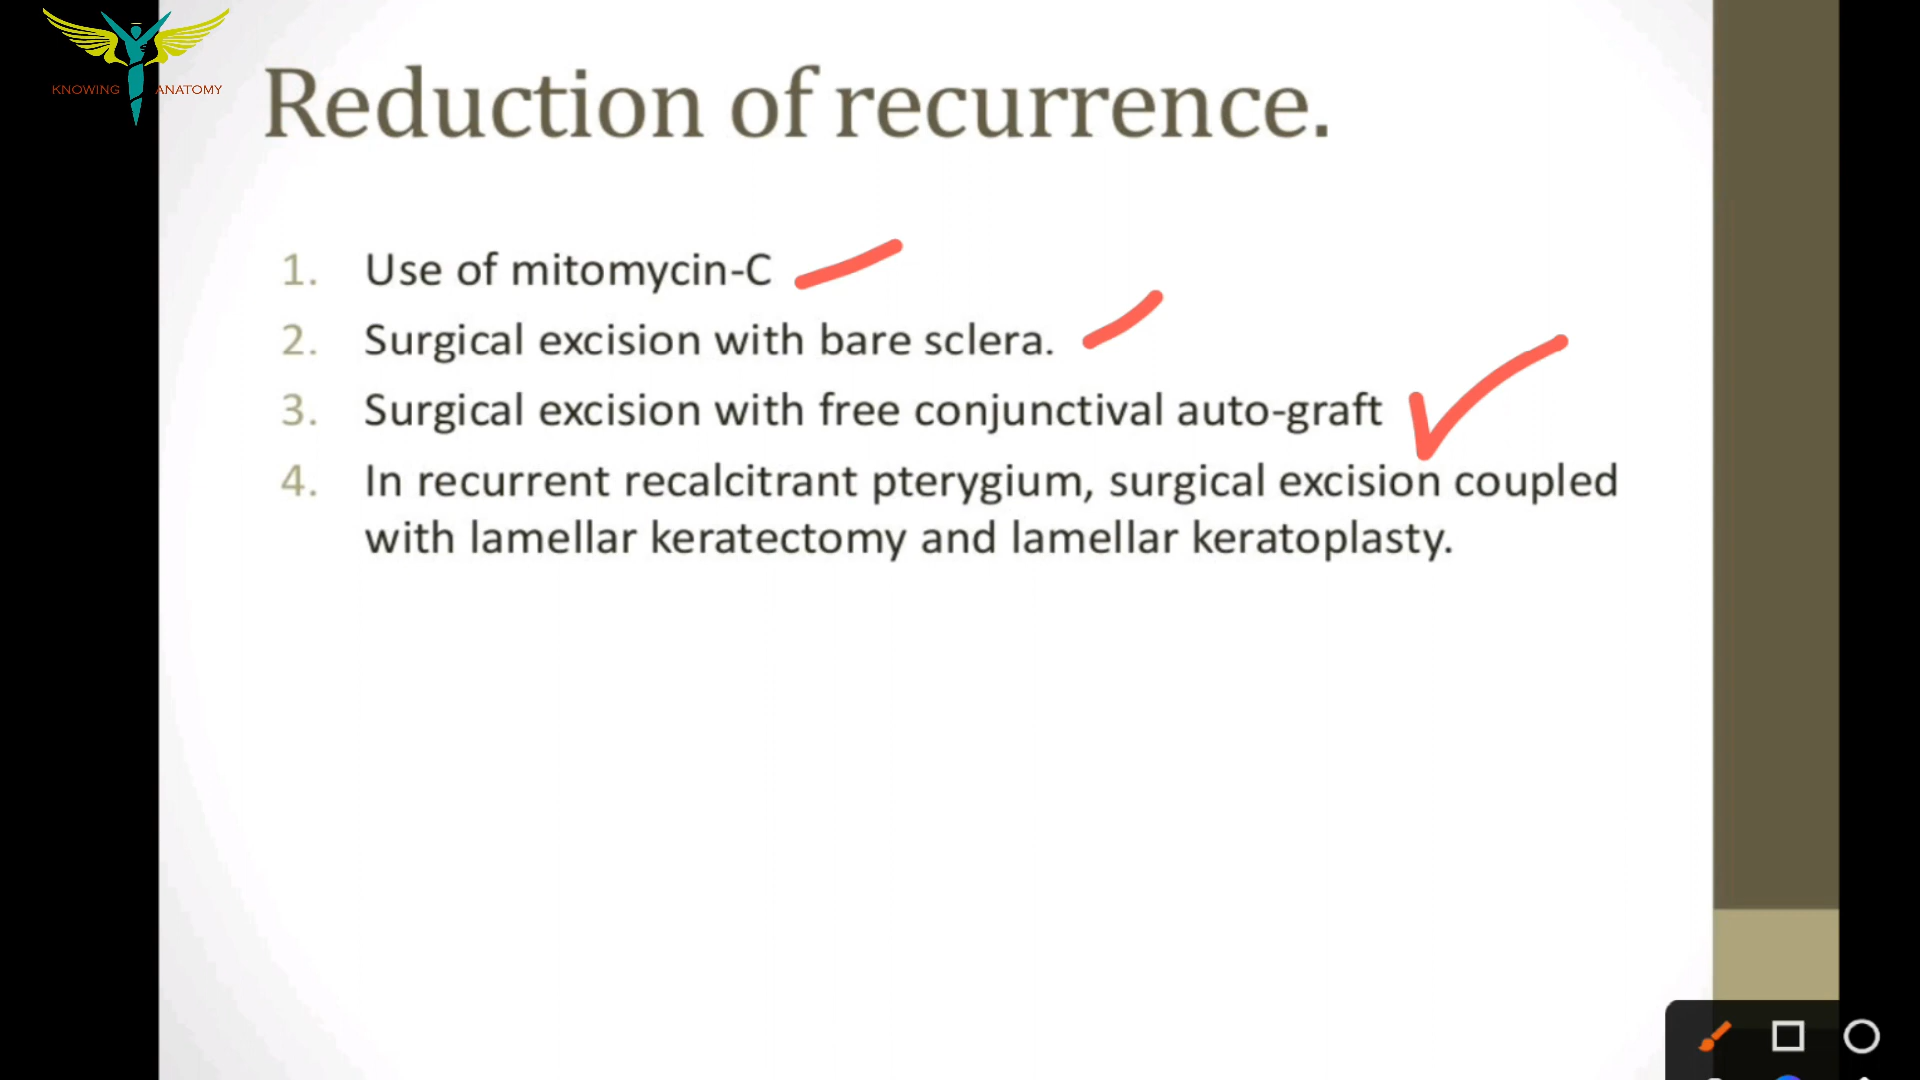 KNOWING ANATOMY
Reduction of recurrence.
1. Use of mitomycin-C
2. Surgical excision with bare sclera.
3. Surgical excision with free conjunctival auto-graft
4. In recurrent recalcitrant pterygium, surgical excision coupled
with lamellar keratectomy and lamellar keratoplasty.